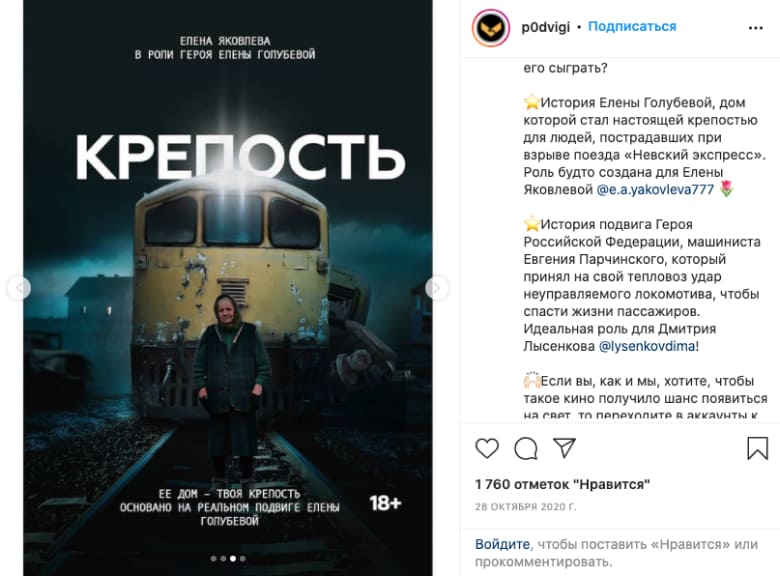 ЕЛЕНА ЯКОВЛЕВА
В РОЛИ ГЕРОЯ ЕЛЕНЫ ГОЛУБЕВОЙ
КРЕПОСТЬ
ЕЕ ДОМ – ТВОЯ КРЕПОСТЬ
ОСНОВАНО НА РЕАЛЬНОМ ПОДВИГЕ ЕЛЕНЫ
ГОЛУБЕВОЙ
18+
p0dvigi • Подписаться
его сыграть?
⭐История Елены Голубевой, дом
которой стал настоящей крепостью
для людей, пострадавших при
взрыве поезда «Невский экспресс».
Роль будто создана для Елены
Яковлевой @e.a.yakovleva777 🌷
⭐История подвига Героя
Российской Федерации, машиниста
Евгения Парчинского, который
принял на свой тепловоз удар
неуправляемого локомотива, чтобы
спасти жизни пассажиров.
Идеальная роль для Дмитрия
Лысенкова @lysenkovdima!
🙌🏻Если вы, как и мы, хотите, чтобы
такое кино получило шанс появиться
на свет, то переходите в аккаунты к
1 760 отметок "Нравится"
28 ОКТЯБРЯ 2020 Г.
Войдите, чтобы поставить «Нравится» или
прокомментировать.